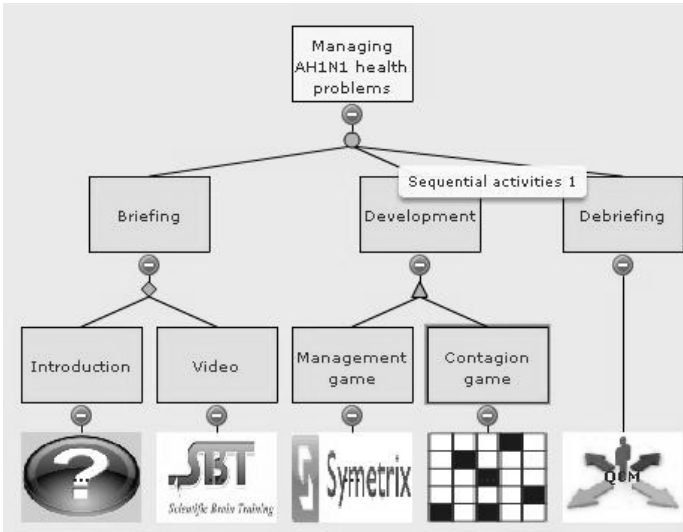 Managing
AH1N1 health
problems
Sequential activities 1
Briefing
Development
Debriefing
Introduction
Video
Management
game
Contagion
game
?
SBT
Scientific Brain Training
Symetrix
QCM